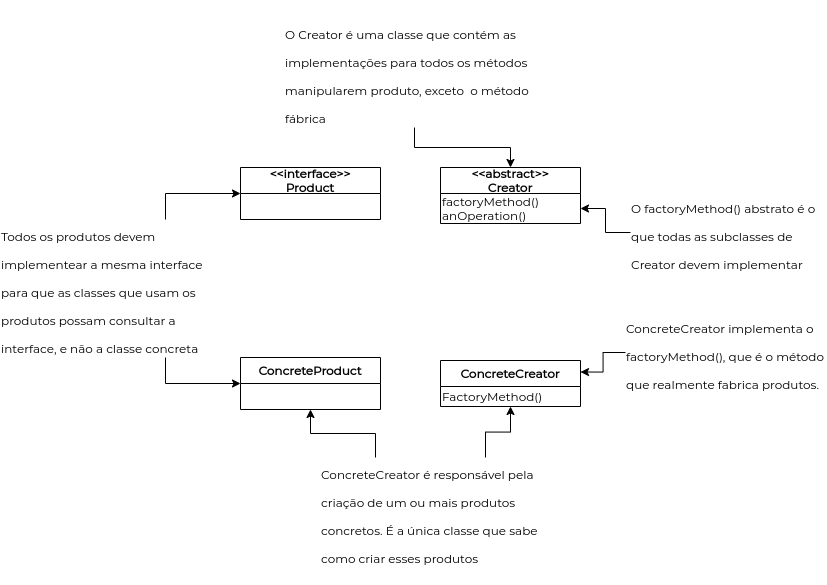 O Creator é uma classe que contém as
implementações para todos os métodos
manipularem produto, exceto  o método
fábrica
<<interface>>
Product
<<abstract>>
Creator
factoryMethod()
anOperation()
O factoryMethod() abstrato é o
que todas as subclasses de
Creator devem implementar
Todos os produtos devem
implementear a mesma interface
para que as classes que usam os
produtos possam consultar a
interface, e não a classe concreta
ConcreteCreator implementa o
factoryMethod(), que é o método
que realmente fabrica produtos.
ConcreteProduct
ConcreteCreator
FactoryMethod()
ConcreteCreator é responsável pela
criação de um ou mais produtos
concretos. É a única classe que sabe
como criar esses produtos